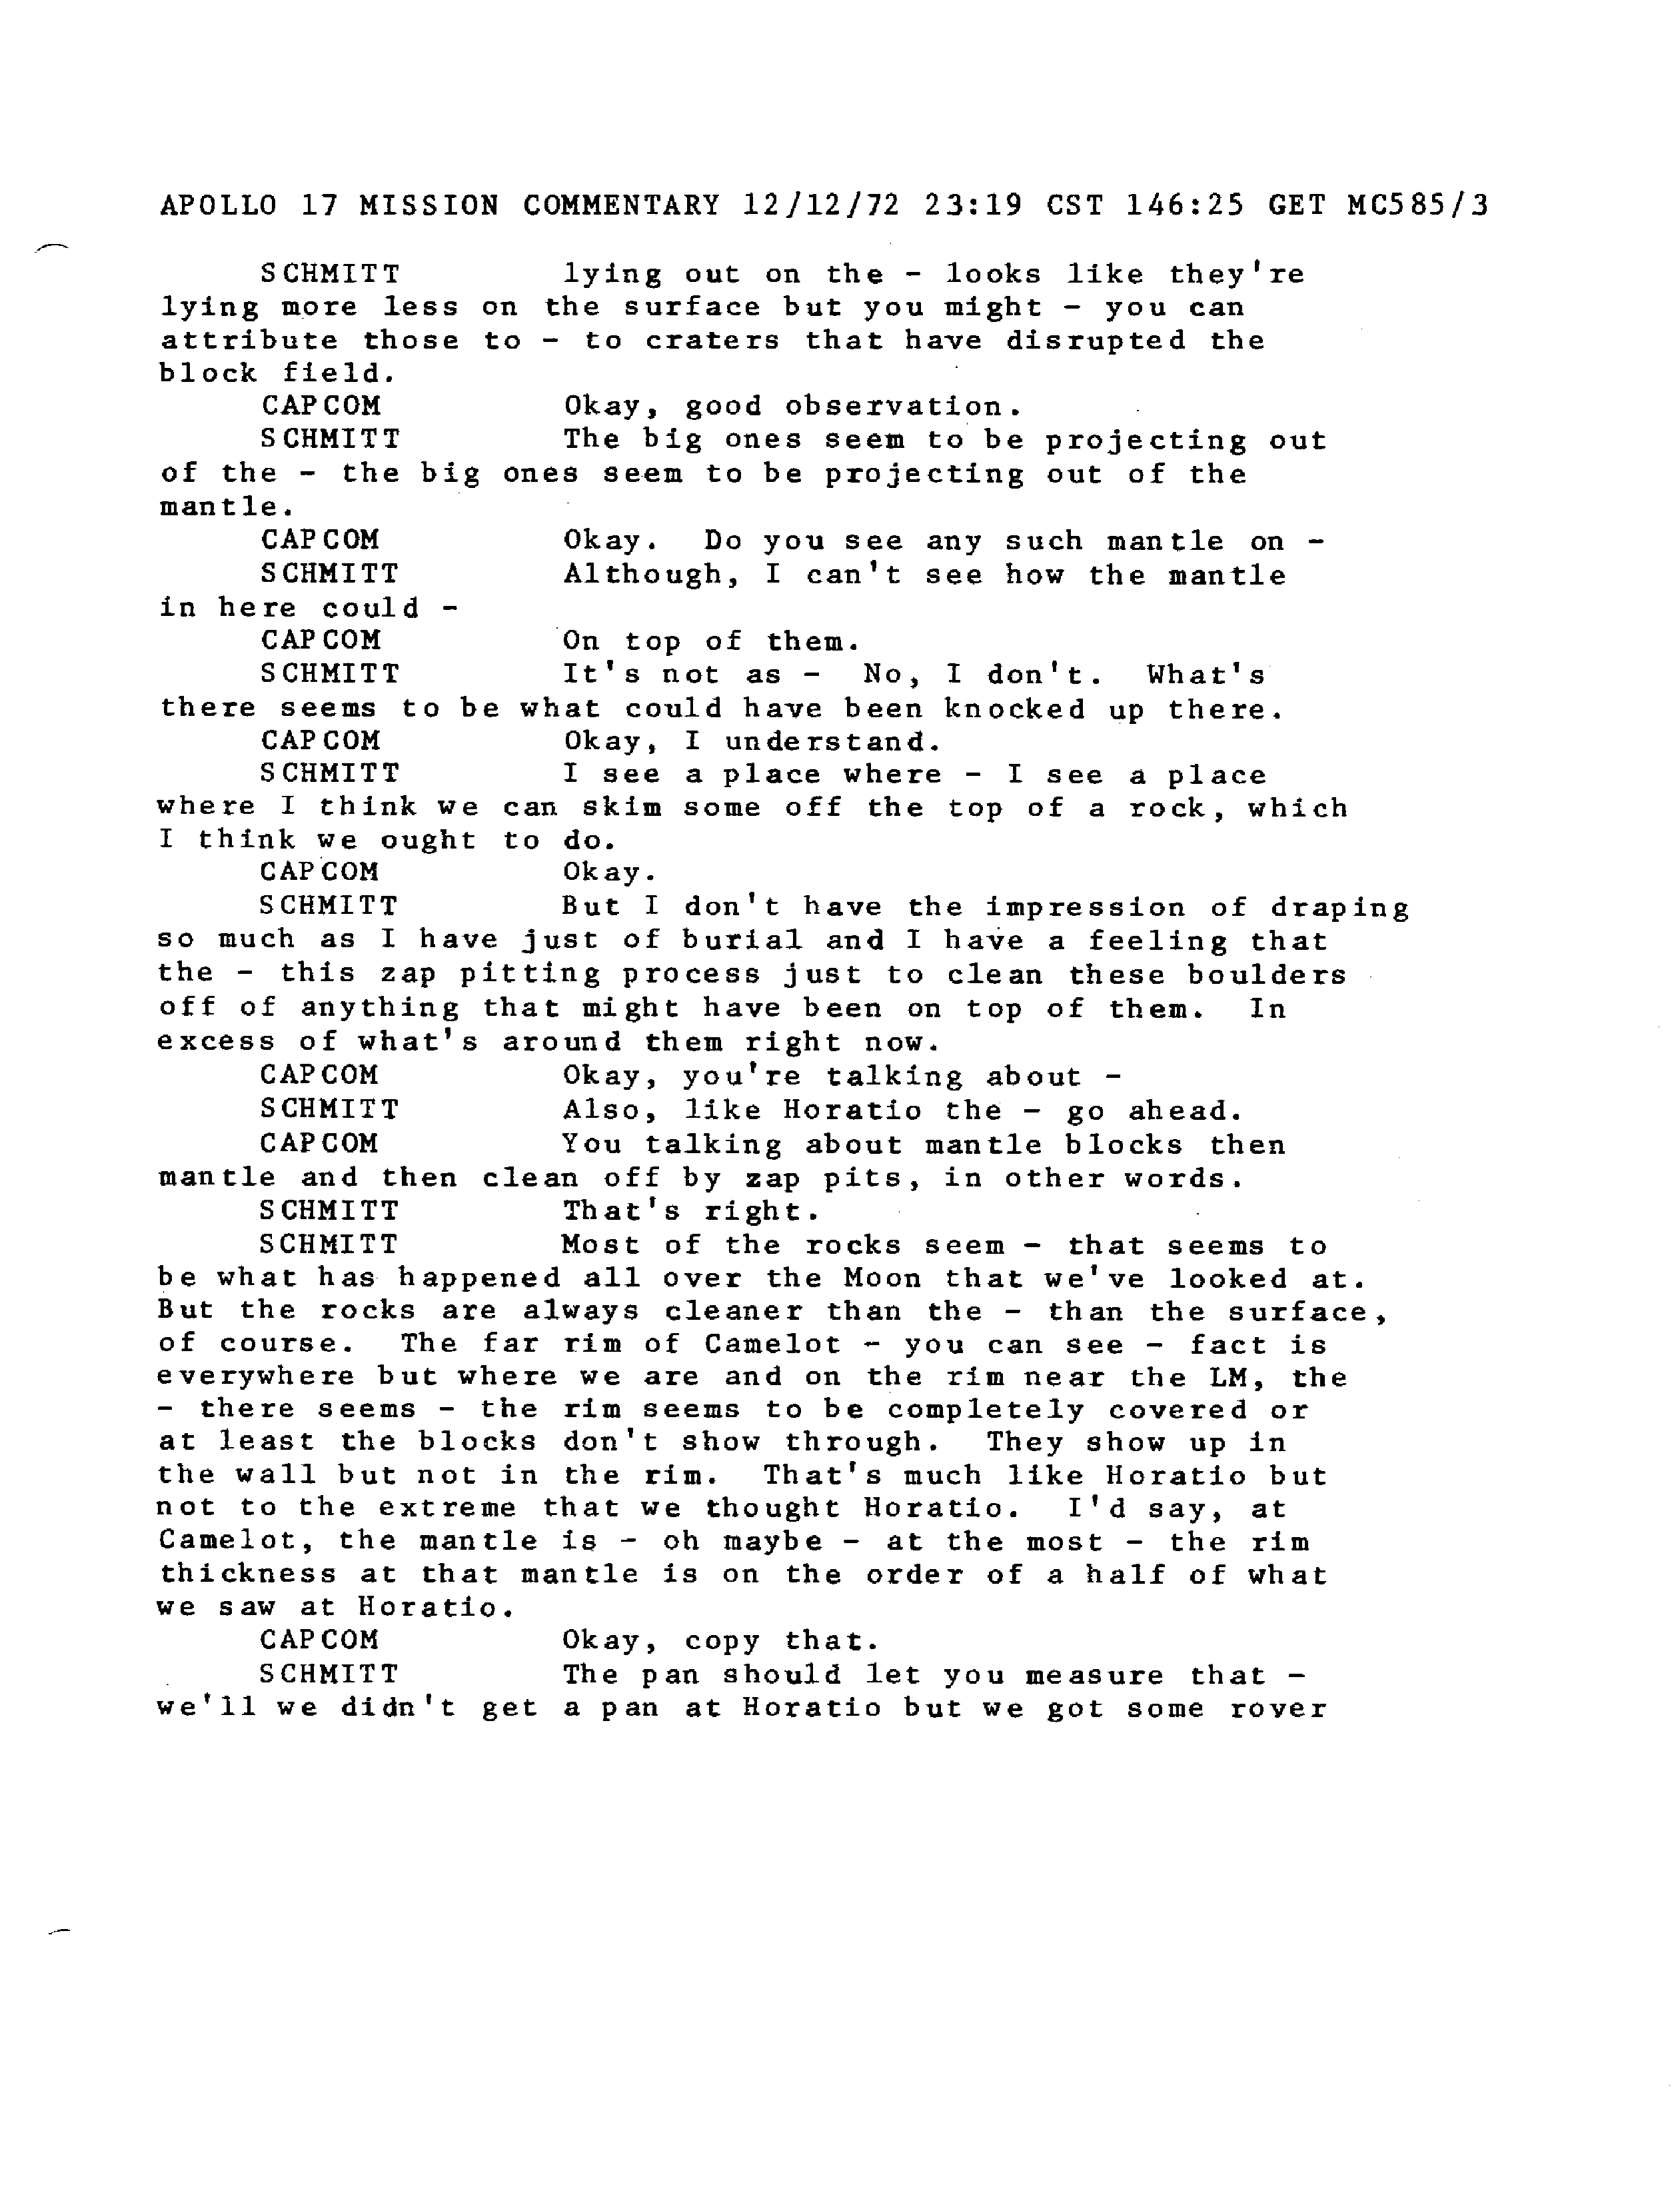 APOLLO 17 MISSION COMMENTARY 12/12/72 23:19 CST 146:25 GET MC585/3
SCHMITT lying out on the - looks like they're
lying more less on the surface but you might - you can
attribute those to - to craters that have disrupted the
block field.
CAPCOM Okay, good observation.
SCHMITT The big ones seem to be projecting out
of the - the big ones seem to be projecting out of the
mantle.
CAPCOM Okay. Do you see any such mantle on -
SCHMITT Although, I can't see how the mantle
in here could -
CAPCOM On top of them.
SCHMITT It's not as - No, I don't. What's
there seems to be what could have been knocked up there.
CAPCOM Okay, I understand.
SCHMITT I see a place where - I see a place
where I think we can skim some off the top of a rock, which
I think we ought to do.
CAPCOM Okay.
SCHMITT But I don't have the impression of draping
so much as I have just of burial and I have a feeling that
the - this zap pitting process just to clean these boulders
off of anything that might have been on top of them. In
excess of what's around them right now.
CAPCOM Okay, you're talking about -
SCHMITT Also, like Horatio the - go ahead.
CAPCOM You talking about mantle blocks then
mantle and then clean off by zap pits, in other words.
SCHMITT That's right.
SCHMITT Most of the rocks seem - that seems to
be what has happened all over the Moon that we've looked at.
But the rocks are always cleaner than the - than the surface,
of course. The far rim of Camelot - you can see - fact is
everywhere but where we are and on the rim near the LM, the
- there seems - the rim seems to be completely covered or
at least the blocks don't show through. They show up in
the wall but not in the rim. That's much like Horatio but
not to the extreme that we thought Horatio. I'd say, at
Camelot, the mantle is - oh maybe - at the most - the rim
thickness at that mantle is on the order of a half of what
we saw at Horatio.
CAPCOM Okay, copy that.
SCHMITT The pan should let you measure that -
we'll we didn't get a pan at Horatio but we got some rover